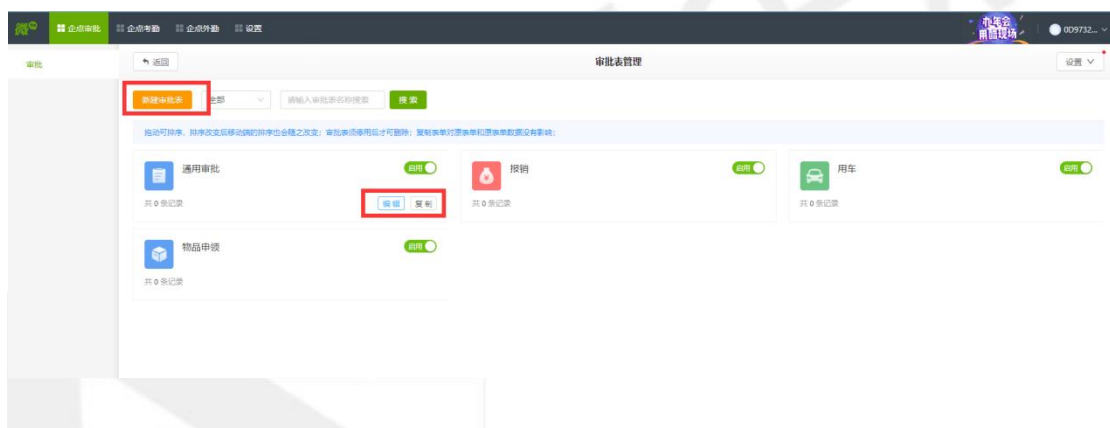 企点审批 企点考勤 企点外勤 设置 办年会 用微现场 0D9732...
审批 返回 审批表管理 设置
新建审批表 全部 请输入审批表名称搜索 搜索
拖动可排序，排序改变后移动端的排序也会随之改变；审批表须停用后才可删除；复制表单对原表单和原表单数据没有影响；
通用审批 启用 报销 启用 用车 启用
共 0 条记录 编辑 复制 共 0 条记录 共 0 条记录
物品申领 启用
共 0 条记录